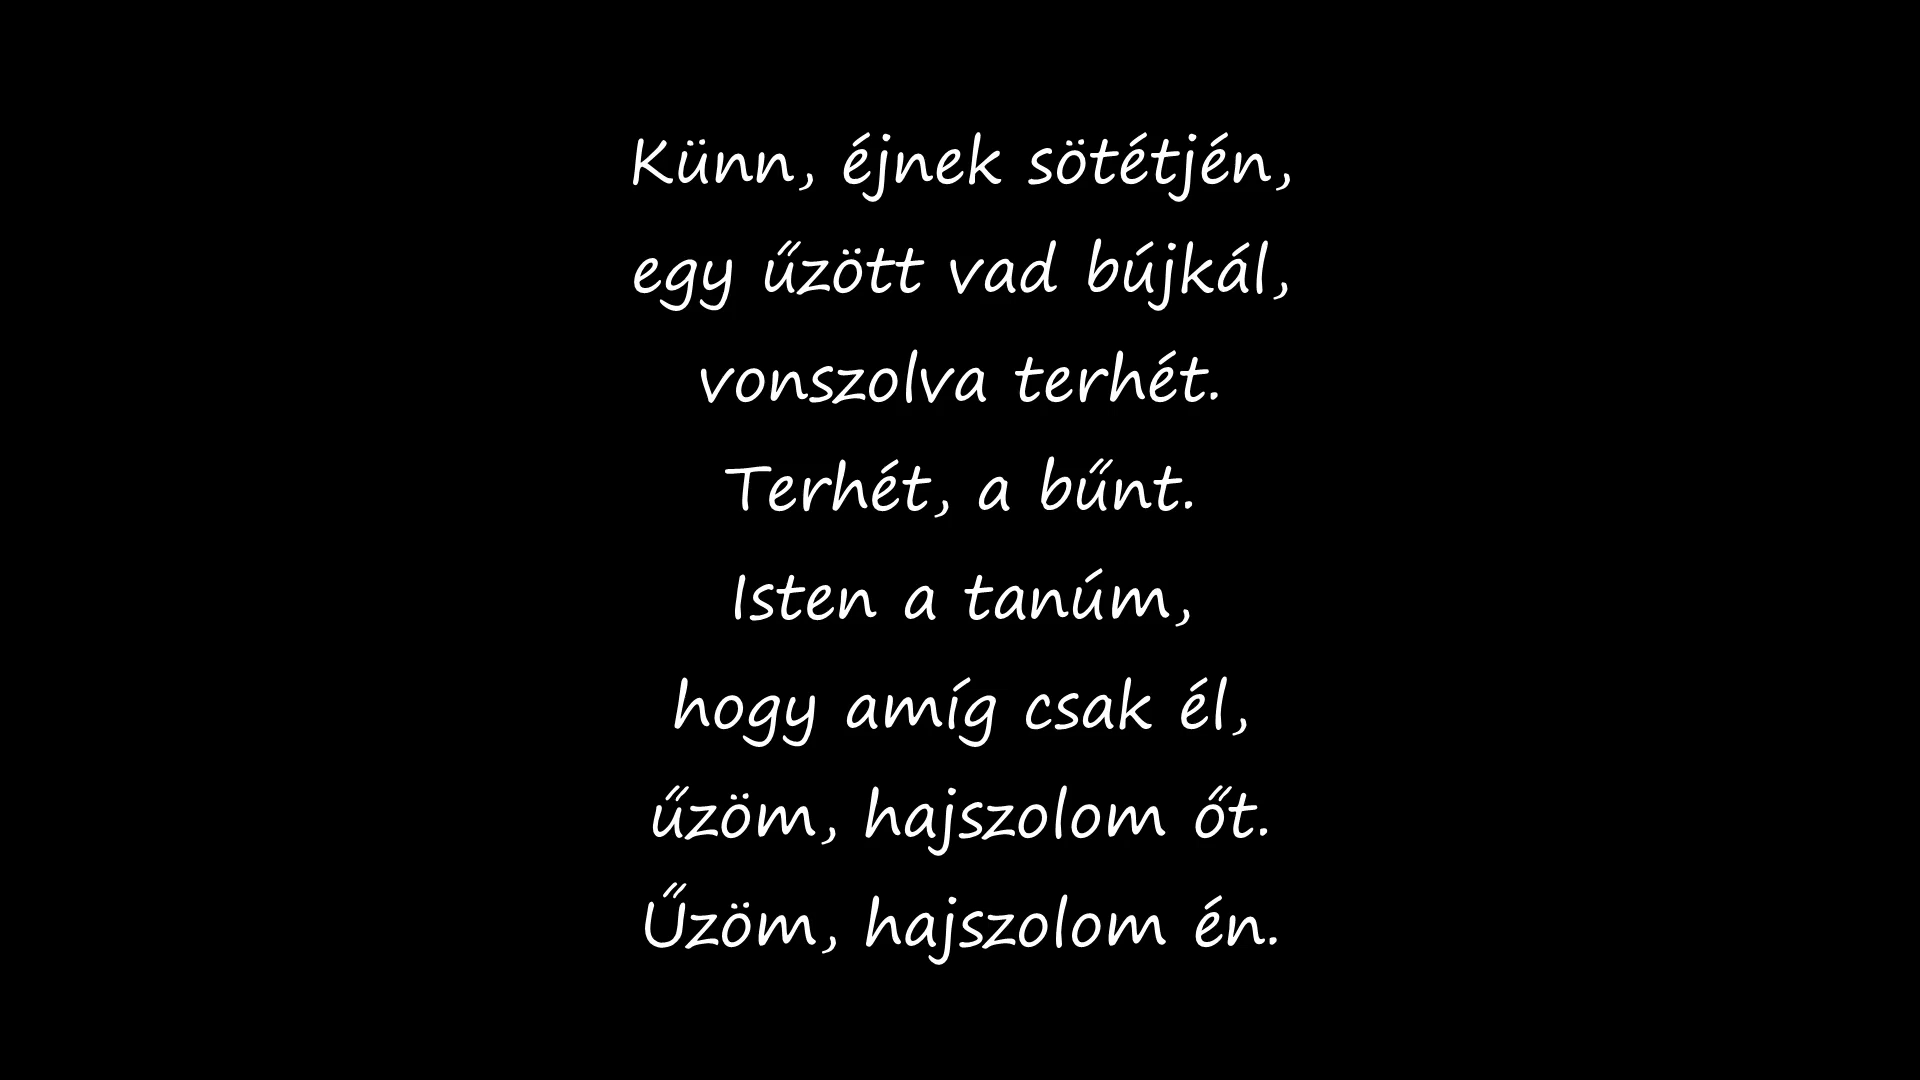 Künn, éjnek sötétjén,
egy űzött vad bújkál,
vonszolva terhét.
Terhét, a bűnt.
Isten a tanúm,
hogy amíg csak él,
űzöm, hajszolom őt.
Űzöm, hajszolom én.